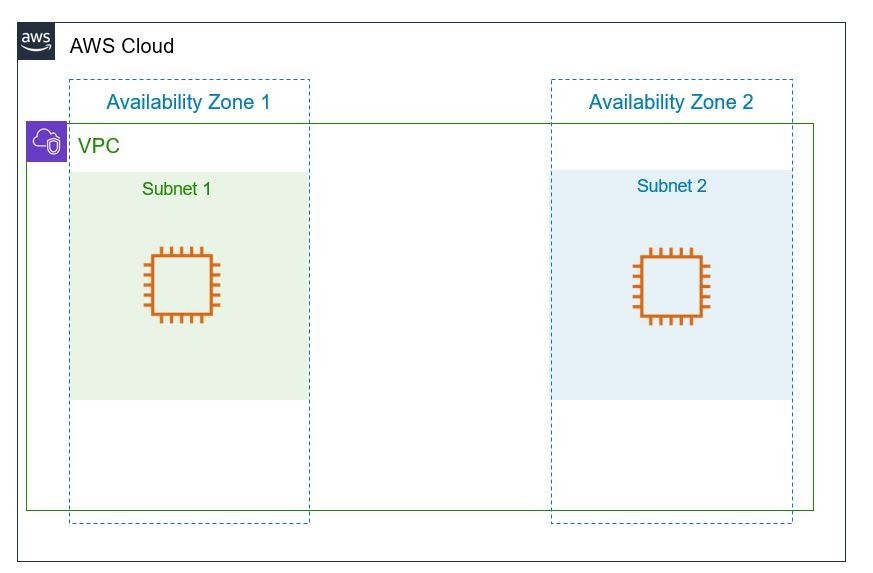 aws
AWS Cloud
Availability Zone 1
Availability Zone 2
VPC
Subnet 1
Subnet 2